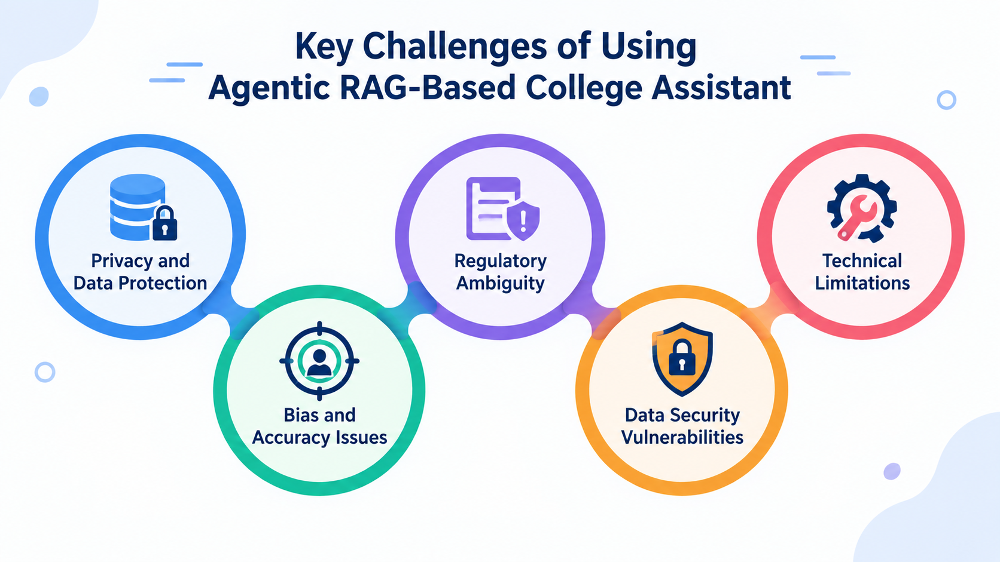 Key Challenges of Using
Agentic RAG-Based College Assistant
Privacy and
Data Protection
Bias and
Accuracy Issues
Regulatory
Ambiguity
Data Security
Vulnerabilities
Technical
Limitations